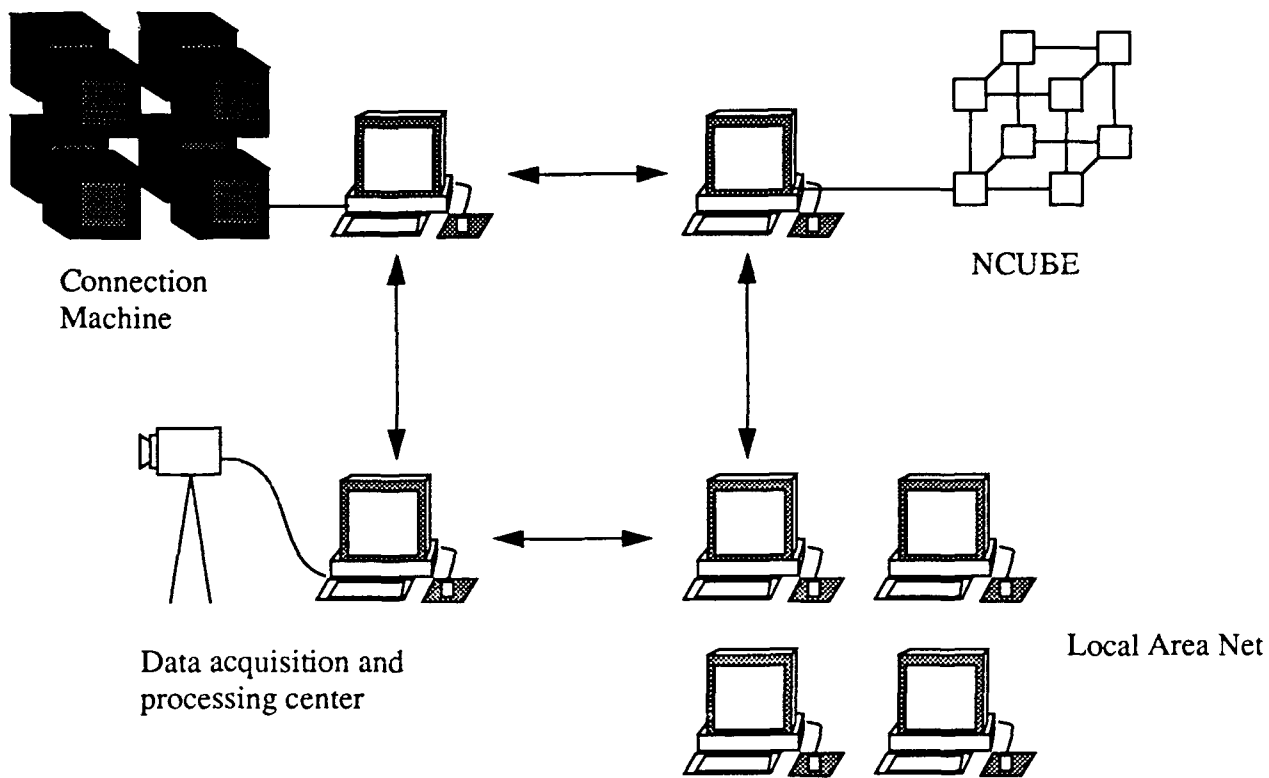 Connection
Machine
NCUBE
Data acquisition and
processing center
Local Area Net